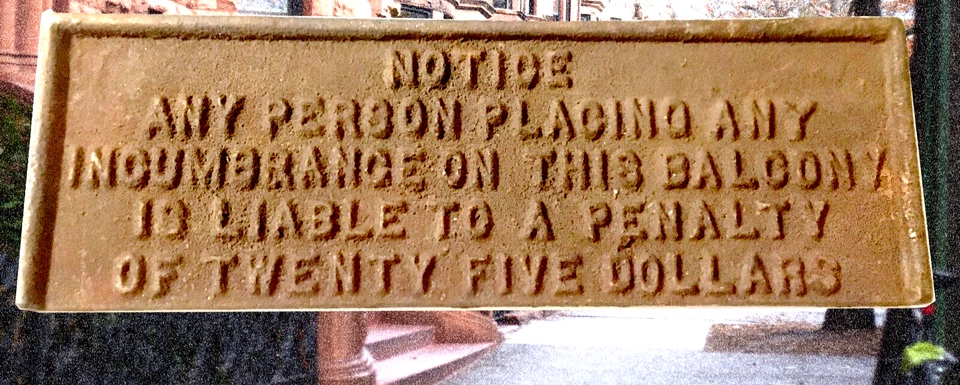 NOTICE
ANY PERSON PLACING ANY
INCUMBRANCE ON THIS BALCONY
IS LIABLE TO A PENALTY
OF TWENTY FIVE DOLLARS